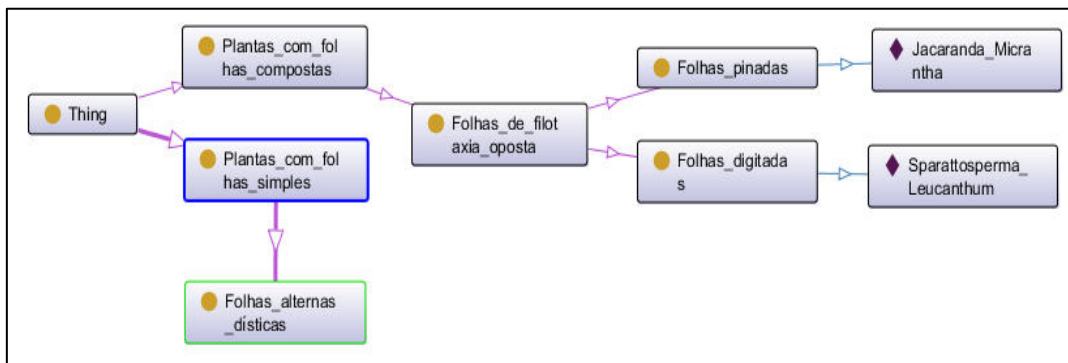 Thing
Plantas_com_fol
has_compostas
Plantas_com_fol
has_simples
Folhas_alternas
_dísticas
Folhas_de_filot
axia_oposta
Folhas_pinadas
Folhas_digitada
s
Jacaranda_Micra
ntha
Sparattosperma_
Leucanthum